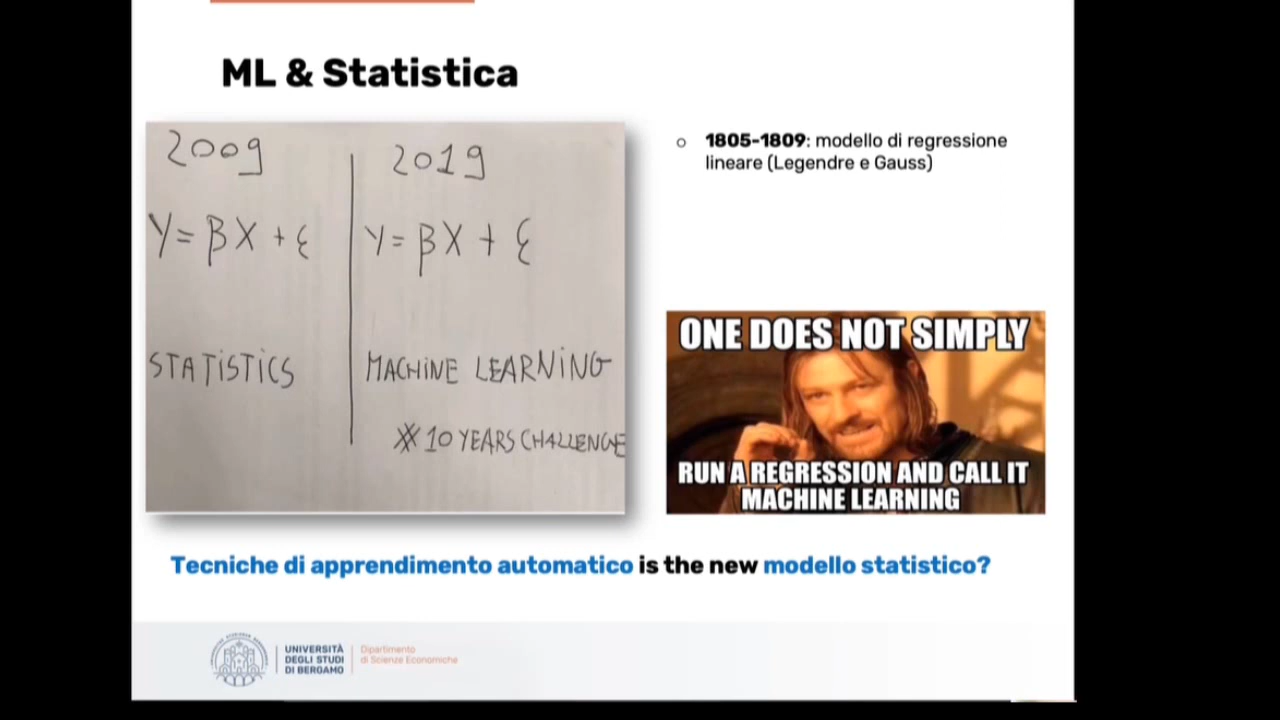 ML & Statistica
2009
Y = βX + ε
STATISTICS
2019
Y = βX + ε
MACHINE LEARNING
# 10 YEARS CHALLENGE
1805-1809: modello di regressione
lineare (Legendre e Gauss)
ONE DOES NOT SIMPLY
RUN A REGRESSION AND CALL IT
MACHINE LEARNING
Tecniche di apprendimento automatico is the new modello statistico?
UNIVERSITÀ
DEGLI STUDI
DI BERGAMO
Dipartimento
di Scienze Economiche